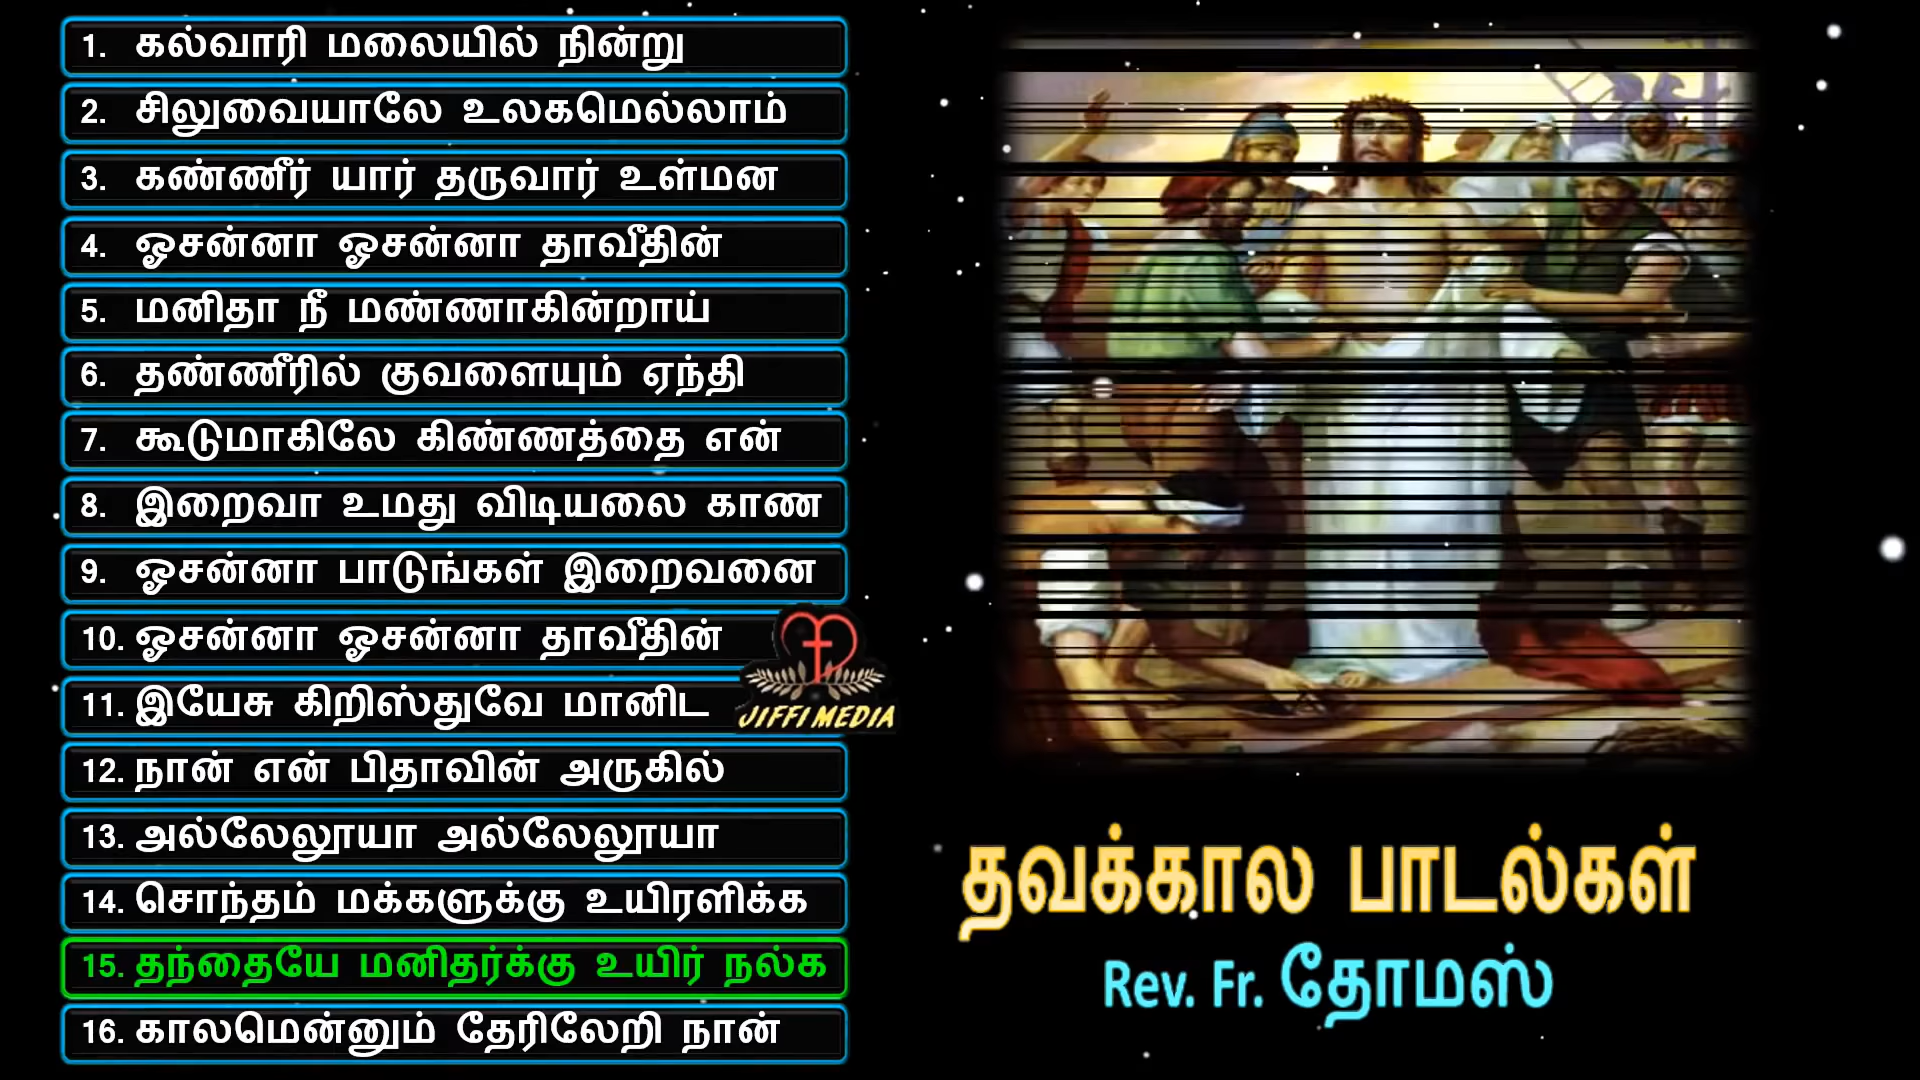 1. கல்வாரி மலையில் நின்று
2. சிலுவையாலே உலகமெல்லாம்
3. கண்ணீர் யார் தருவார் உள்மன
4. ஓசன்னா ஓசன்னா தாவீதின்
5. மனிதா நீ மண்ணாகின்றாய்
6. தண்ணீரில் குவளையும் ஏந்தி
7. கூடுமாகிலே கிண்ணத்தை என்
8. இறைவா உமது விடியலை காண
9. ஓசன்னா பாடுங்கள் இறைவனை
10. ஓசன்னா ஓசன்னா தாவீதின்
11. இயேசு கிறிஸ்துவே மானிட
12. நான் என் பிதாவின் அருகில்
13. அல்லேலூயா அல்லேலூயா
14. சொந்தம் மக்களுக்கு உயிரளிக்க
15. தந்தையே மனிதர்க்கு உயிர் நல்க
16. காலமென்னும் தேரிலேறி நான்
JIFFI MEDIA
தவக்கால பாடல்கள்
Rev. Fr. தோமஸ்